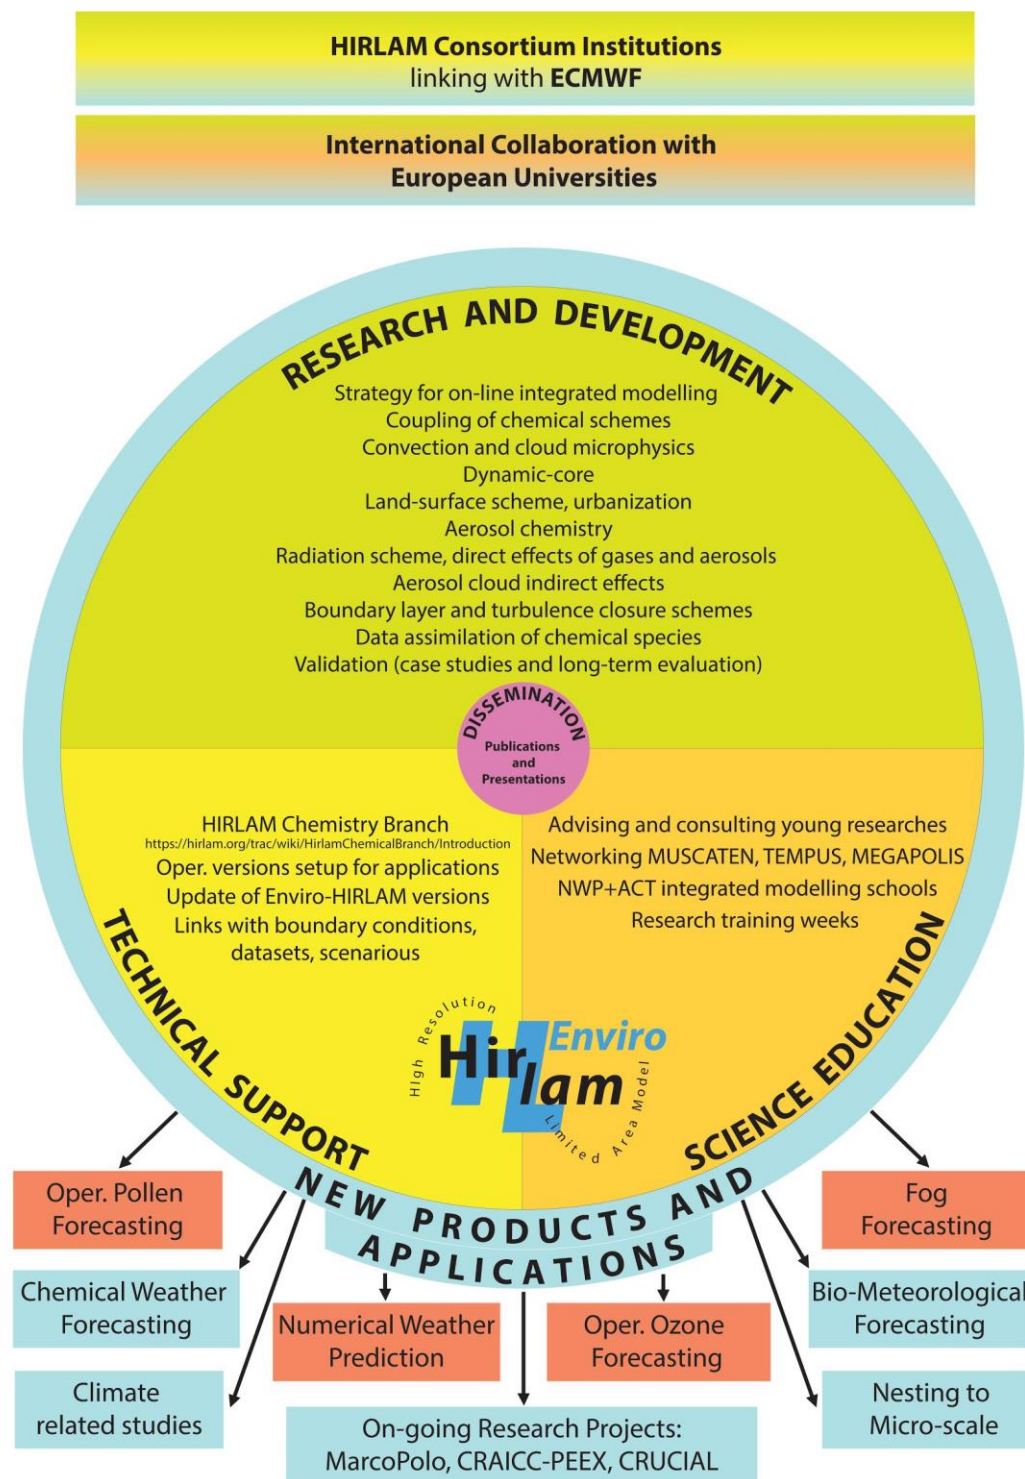 HIRLAM Consortium Institutions
linking with ECMWF
International Collaboration with
European Universities
RESEARCH AND DEVELOPMENT
Strategy for on-line integrated modelling
Coupling of chemical schemes
Convection and cloud microphysics
Dynamic-core
Land-surface scheme, urbanization
Aerosol chemistry
Radiation scheme, direct effects of gases and aerosols
Aerosol cloud indirect effects
Boundary layer and turbulence closure schemes
Data assimilation of chemical species
Validation (case studies and long-term evaluation)
DISSEMINATION
Publications
and
Presentations
HIRLAM Chemistry Branch
https://hirlam.org/trac/wiki/HirlamChemicalBranch/Introduction
Oper. versions setup for applications
Update of Enviro-HIRLAM versions
Links with boundary conditions,
datasets, scenarious
TECHNICAL SUPPORT
Advising and consulting young researches
Networking MUSCATEN, TEMPUS, MEGAPOLIS
NWP+ACT integrated modelling schools
Research training weeks
SCIENCE EDUCATION
HIgh Resolution
Enviro
Hir
lam
Limited Area Model
NEW PRODUCTS AND
APPLICATIONS
Oper. Pollen
Forecasting
Chemical Weather
Forecasting
Climate
related studies
Numerical Weather
Prediction
On-going Research Projects:
MarcoPolo, CRAICC-PEEX, CRUCIAL
Oper. Ozone
Forecasting
Fog
Forecasting
Bio-Meteorological
Forecasting
Nesting to
Micro-scale